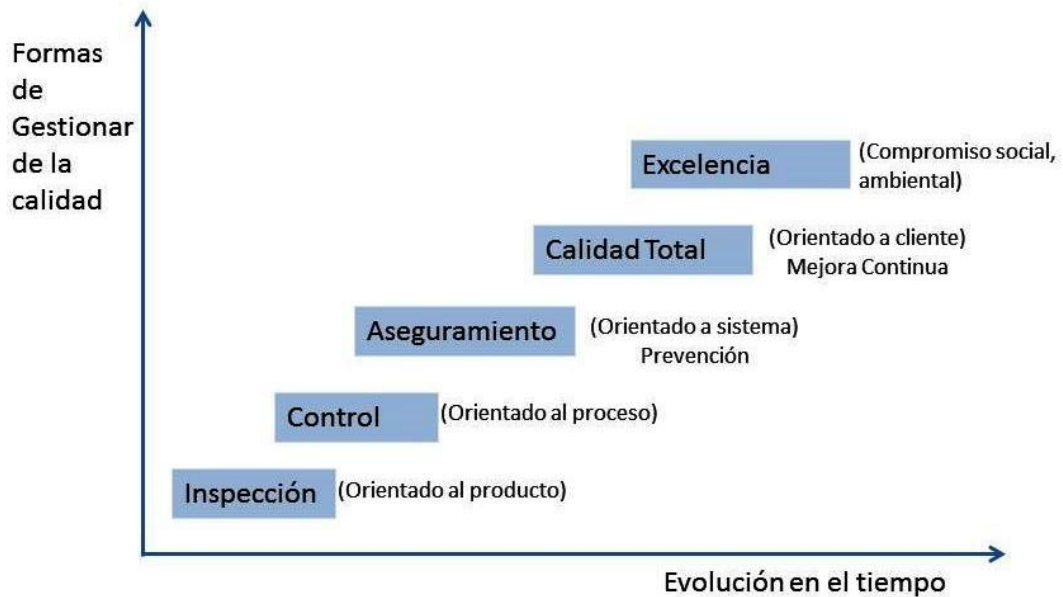 Formas
de
Gestionar
de la
calidad
Excelencia
(Compromiso social,
ambiental)
Calidad Total
(Orientado a cliente)
Mejora Continua
Aseguramiento
(Orientado a sistema)
Prevención
Control
(Orientado al proceso)
Inspección
(Orientado al producto)
Evolución en el tiempo